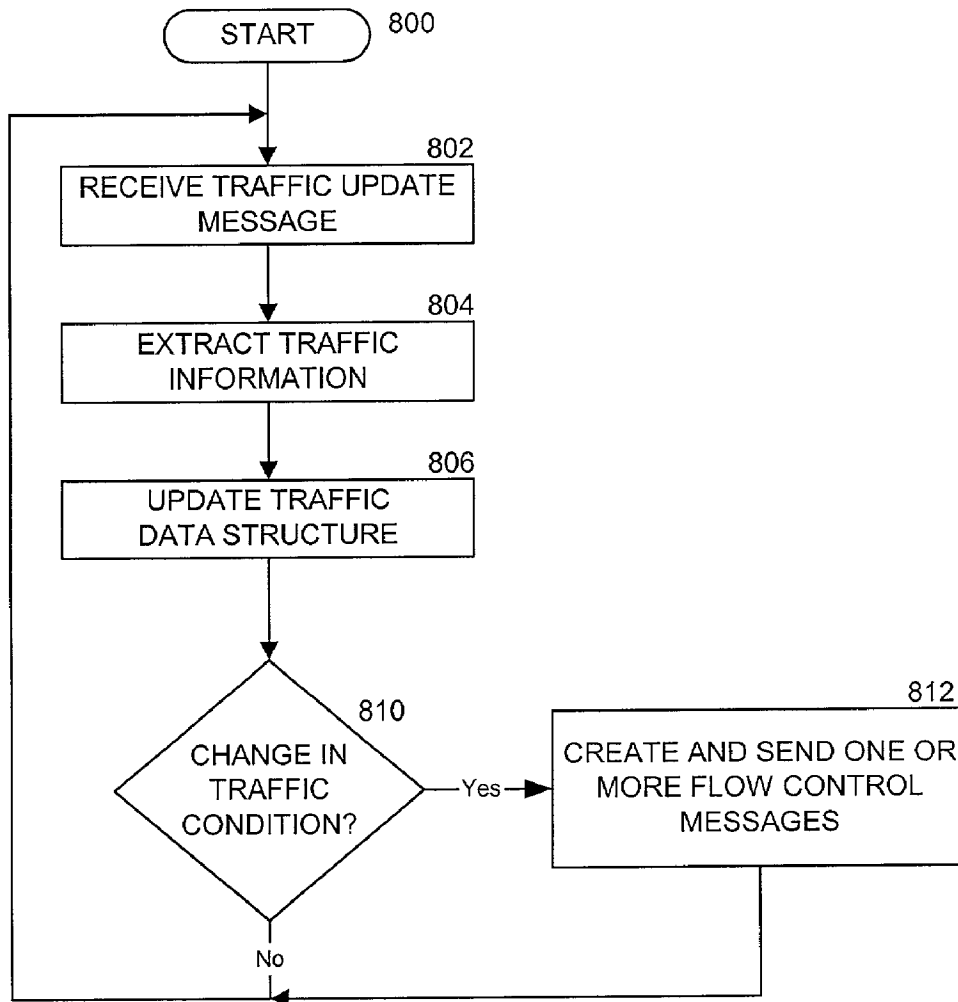 START
800
802
RECEIVE TRAFFIC UPDATE
MESSAGE
804
EXTRACT TRAFFIC
INFORMATION
806
UPDATE TRAFFIC
DATA STRUCTURE
810
CHANGE IN
TRAFFIC
CONDITION?
Yes
812
CREATE AND SEND ONE OR
MORE FLOW CONTROL
MESSAGES
No